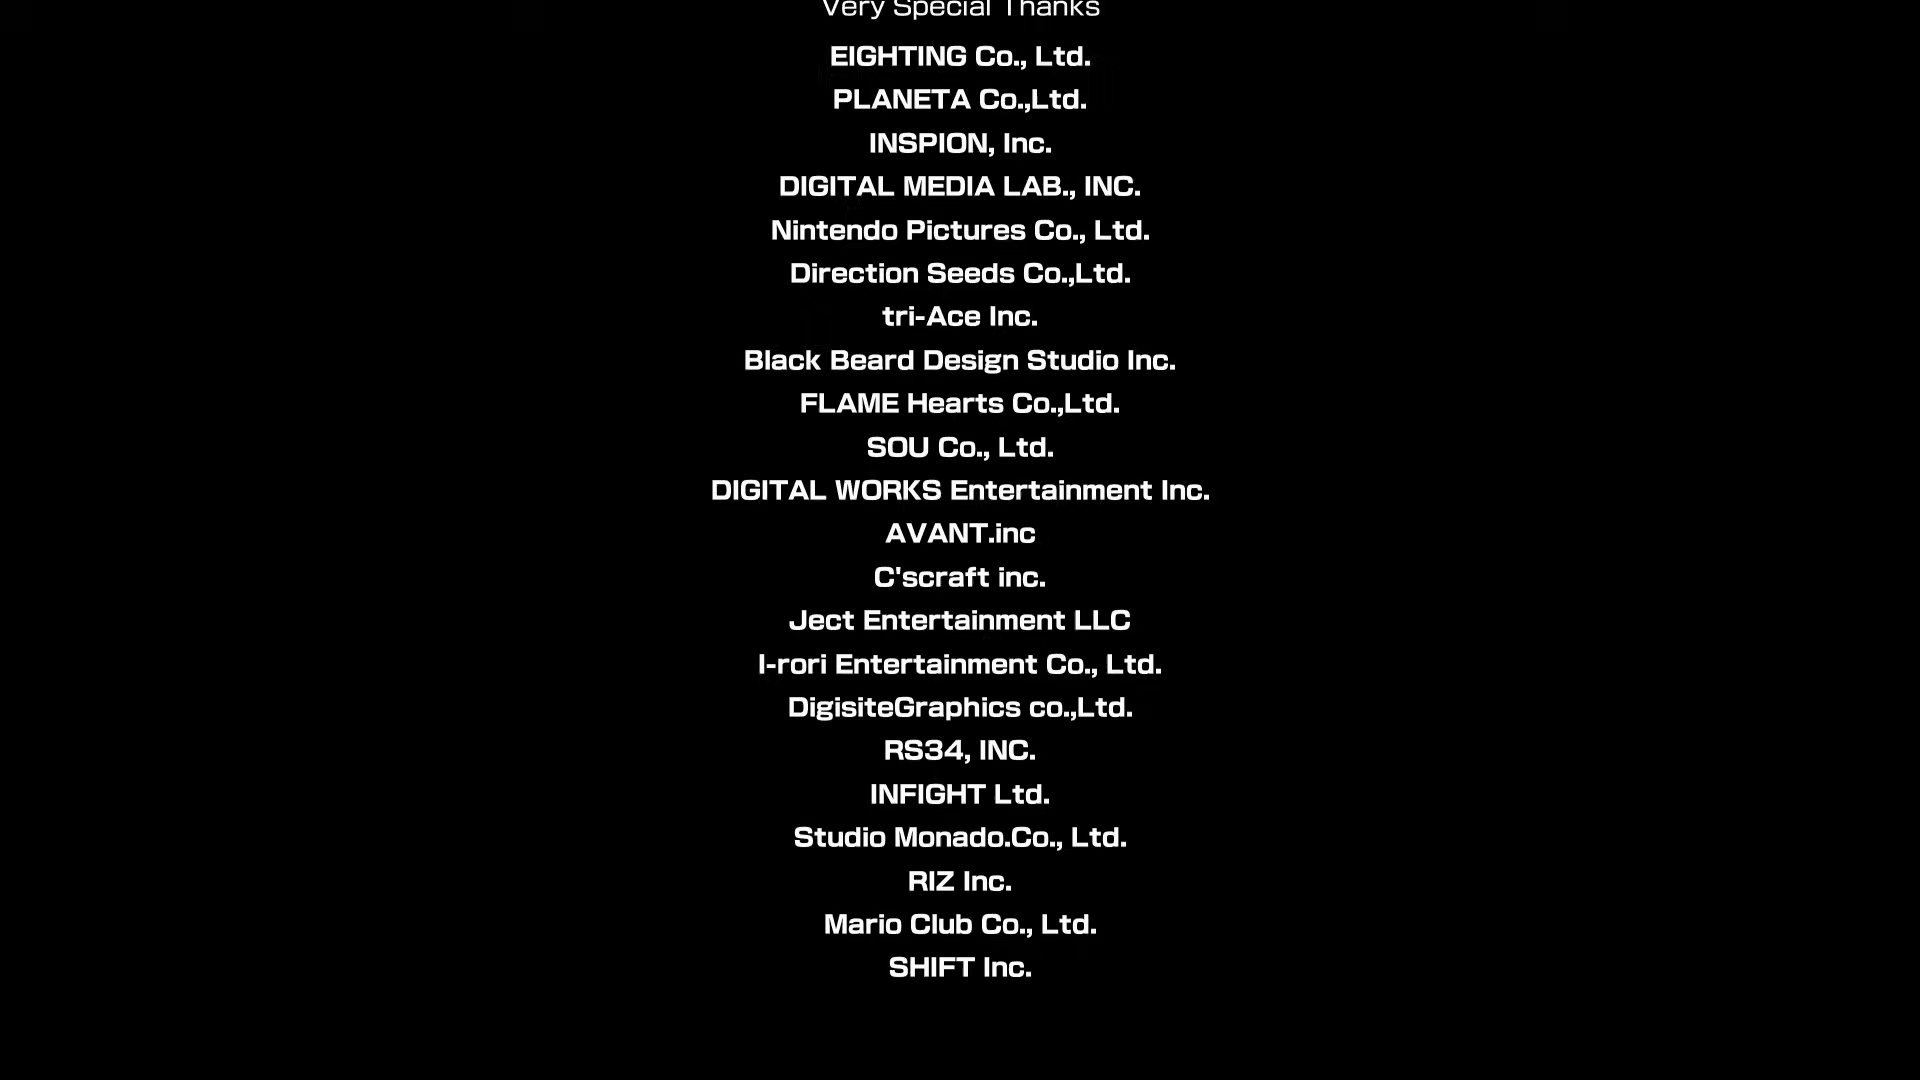 Very Special Thanks
EIGHTING Co., Ltd.
PLANETA Co.,Ltd.
INSPION, Inc.
DIGITAL MEDIA LAB., INC.
Nintendo Pictures Co., Ltd.
Direction Seeds Co.,Ltd.
tri-Ace Inc.
Black Beard Design Studio Inc.
FLAME Hearts Co.,Ltd.
SOU Co., Ltd.
DIGITAL WORKS Entertainment Inc.
AVANT.inc
C'scraft inc.
Ject Entertainment LLC
I-rori Entertainment Co., Ltd.
DigisiteGraphics co.,Ltd.
RS34, INC.
INFIGHT Ltd.
Studio Monado.Co., Ltd.
RIZ Inc.
Mario Club Co., Ltd.
SHIFT Inc.